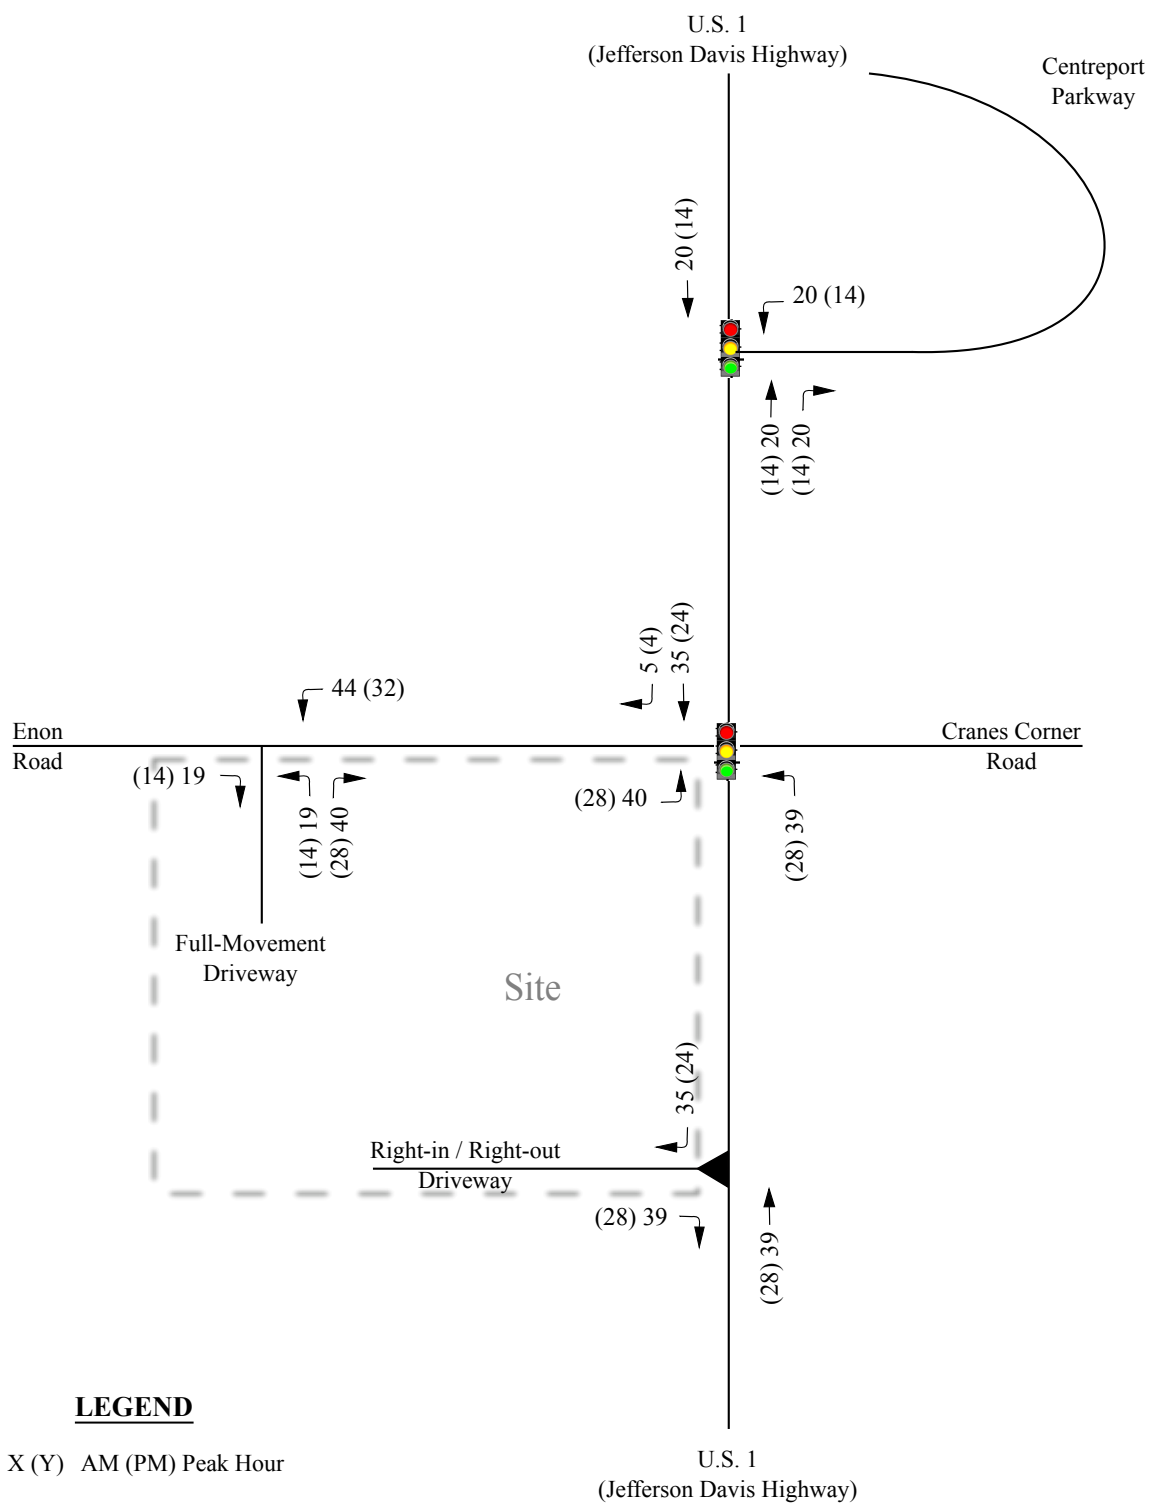 U.S. 1
(Jefferson Davis Highway)
Centreport
Parkway
20 (14)
20 (14)
(14) 20
(14) 20
5 (4)
35 (24)
44 (32)
Enon
Road
Cranes Corner
Road
(14) 19
(14) 19
(28) 40
(28) 40
(28) 39
Full-Movement
Driveway
Site
35 (24)
Right-in / Right-out
Driveway
(28) 39
(28) 39
LEGEND
X (Y) AM (PM) Peak Hour
U.S. 1
(Jefferson Davis Highway)